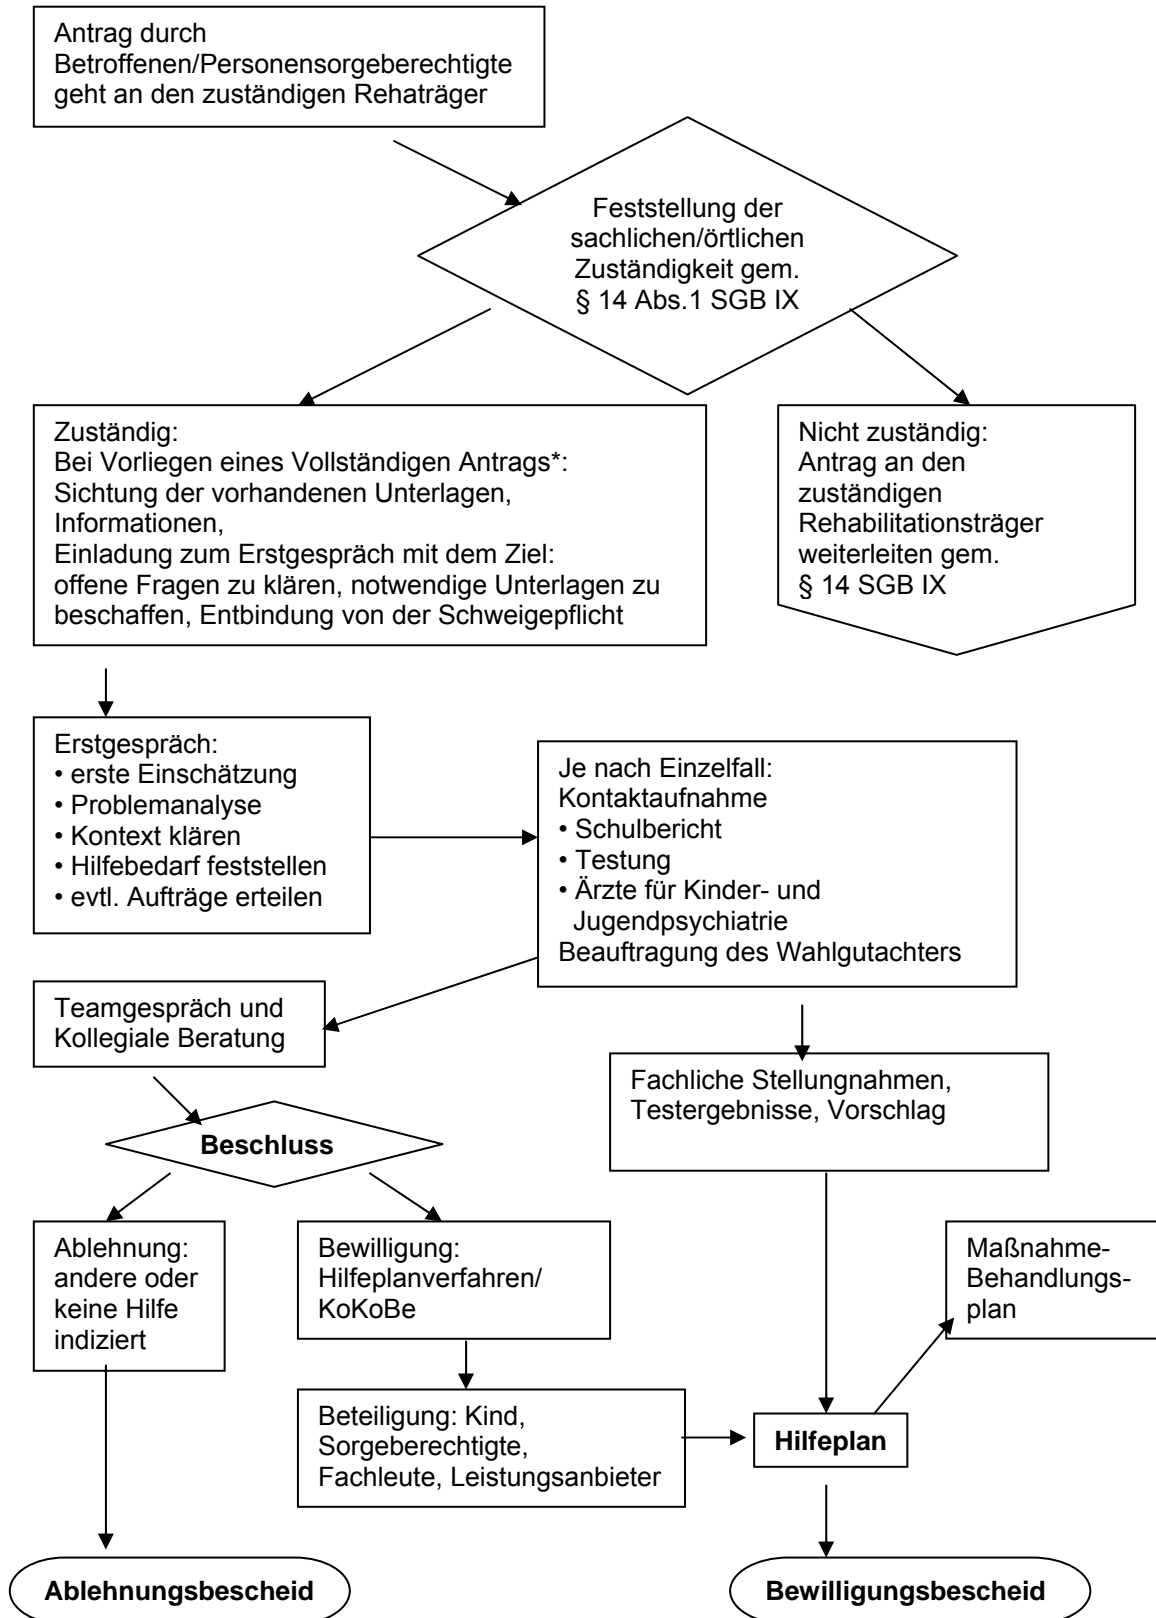 Antrag durch
Betroffenen/Personensorgeberechtigte
geht an den zuständigen Rehaträger
Feststellung der
sachlichen/örtlichen
Zuständigkeit gem.
§ 14 Abs.1 SGB IX
Zuständig:
Bei Vorliegen eines Vollständigen Antrags*:
Sichtung der vorhandenen Unterlagen,
Informationen,
Einladung zum Erstgespräch mit dem Ziel:
offene Fragen zu klären, notwendige Unterlagen zu
beschaffen, Entbindung von der Schweigepflicht
Nicht zuständig:
Antrag an den
zuständigen
Rehabilitationsträger
weiterleiten gem.
§ 14 SGB IX
Erstgespräch:
• erste Einschätzung
• Problemanalyse
• Kontext klären
• Hilfebedarf feststellen
• evtl. Aufträge erteilen
Je nach Einzelfall:
Kontaktaufnahme
• Schulbericht
• Testung
• Ärzte für Kinder- und
Jugendpsychiatrie
Beauftragung des Wahlgutachters
Teamgespräch und
Kollegiale Beratung
Fachliche Stellungnahmen,
Testergebnisse, Vorschlag
Beschluss
Ablehnung:
andere oder
keine Hilfe
indiziert
Bewilligung:
Hilfeplanverfahren/
KoKoBe
Maßnahme-
Behandlungs-
plan
Beteiligung: Kind,
Sorgeberechtigte,
Fachleute, Leistungsanbieter
Hilfeplan
Ablehnungsbescheid
Bewilligungsbescheid